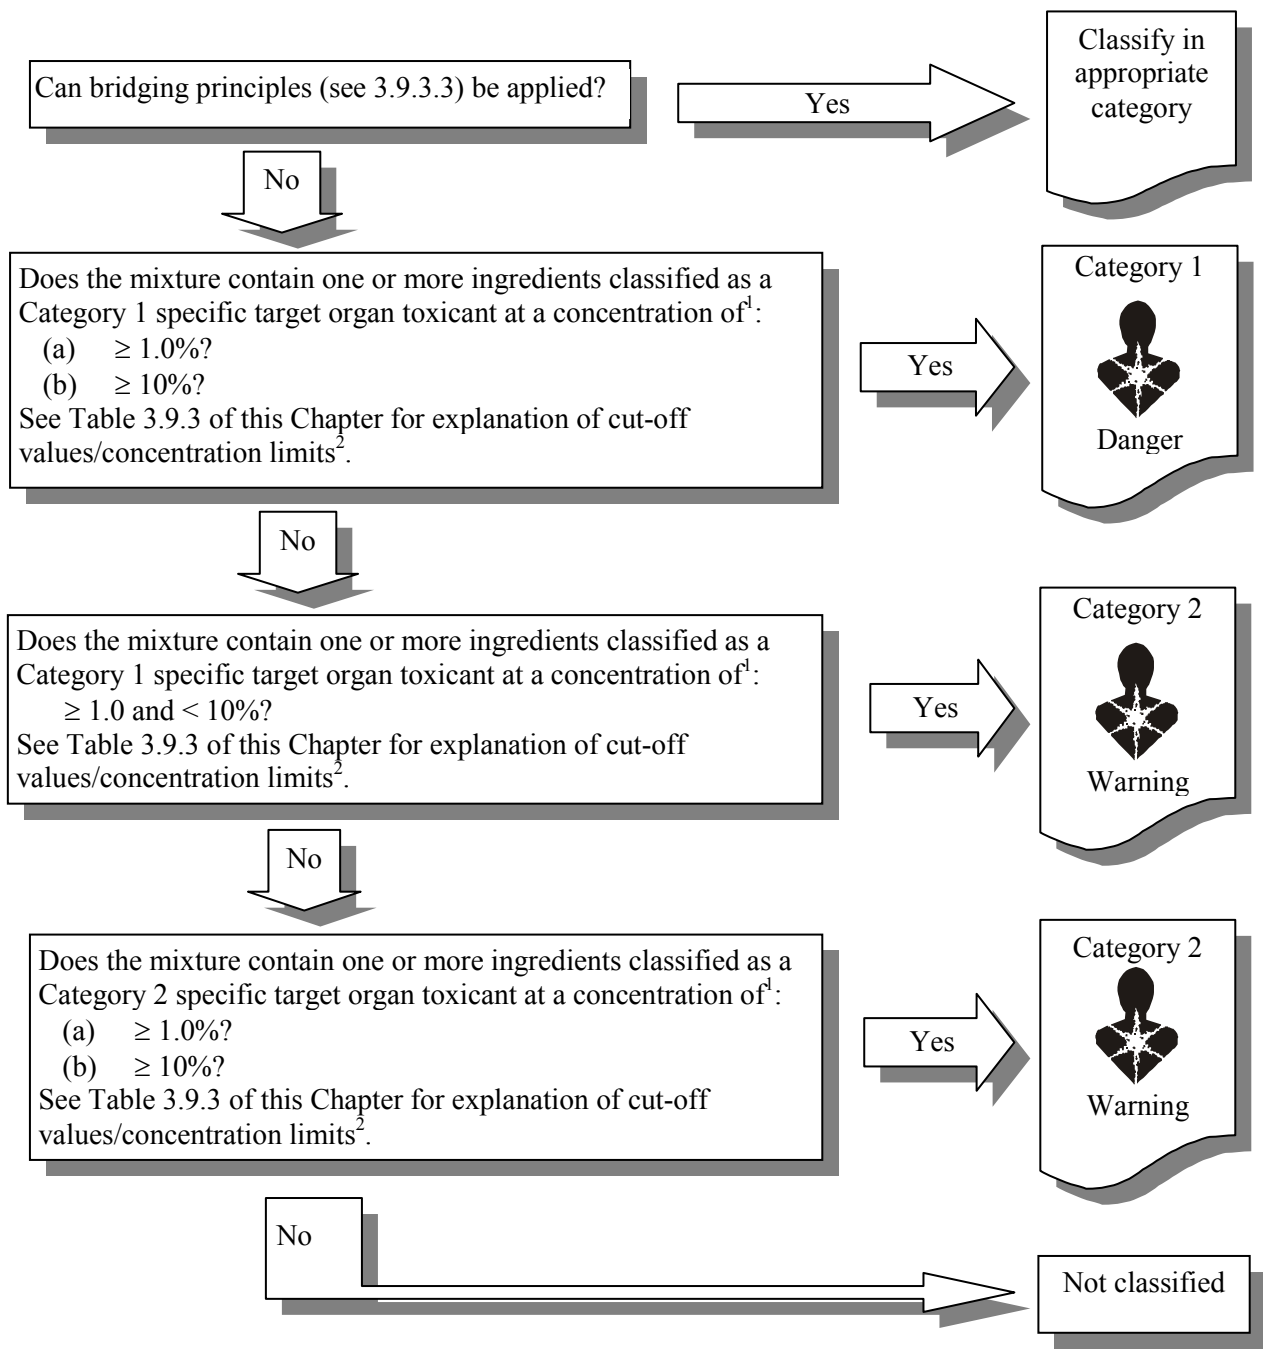 Can bridging principles (see 3.9.3.3) be applied?
Yes
Classify in
appropriate
category
No
Does the mixture contain one or more ingredients classified as a
Category 1 specific target organ toxicant at a concentration of¹:
(a) ≥ 1.0%?
(b) ≥ 10%?
See Table 3.9.3 of this Chapter for explanation of cut-off
values/concentration limits².
Yes
Category 1
Danger
No
Does the mixture contain one or more ingredients classified as a
Category 1 specific target organ toxicant at a concentration of¹:
≥ 1.0 and < 10%?
See Table 3.9.3 of this Chapter for explanation of cut-off
values/concentration limits².
Yes
Category 2
Warning
No
Does the mixture contain one or more ingredients classified as a
Category 2 specific target organ toxicant at a concentration of¹:
(a) ≥ 1.0%?
(b) ≥ 10%?
See Table 3.9.3 of this Chapter for explanation of cut-off
values/concentration limits².
Yes
Category 2
Warning
No
Not classified